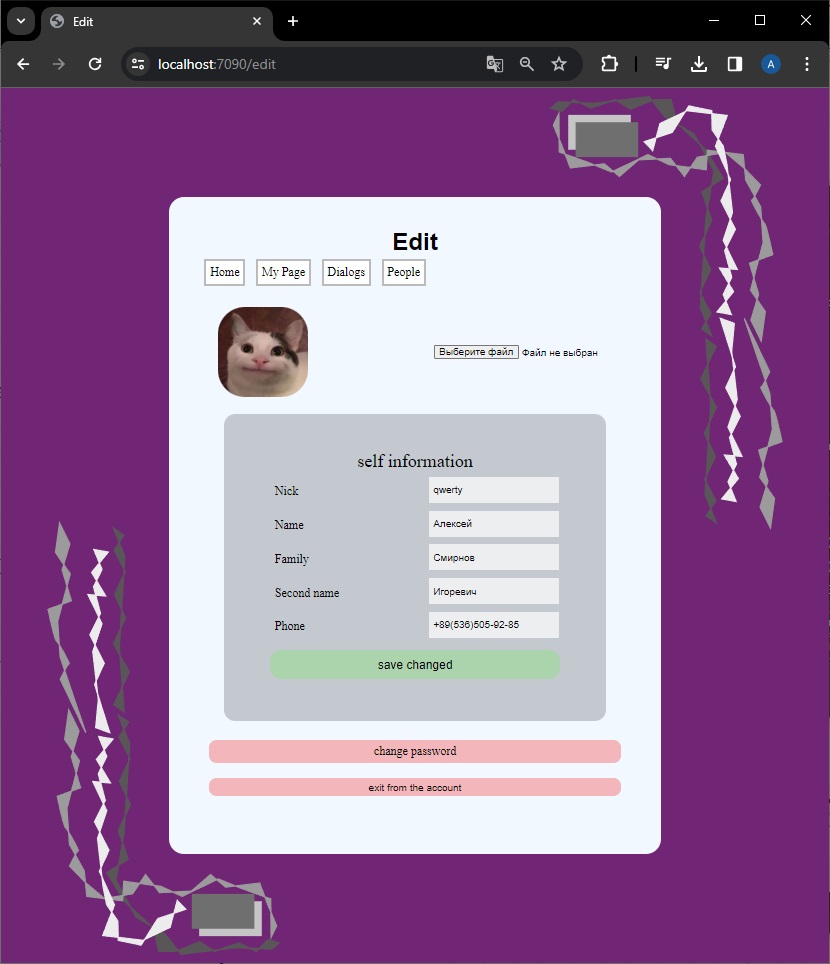 Edit
localhost:7090/edit
A
Edit
Home My Page Dialogs People
Выберите файл Файл не выбран
self information
Nick qwerty
Name Алексей
Family Смирнов
Second name Игоревич
Phone +89(536)505-92-85
save changed
change password
exit from the account